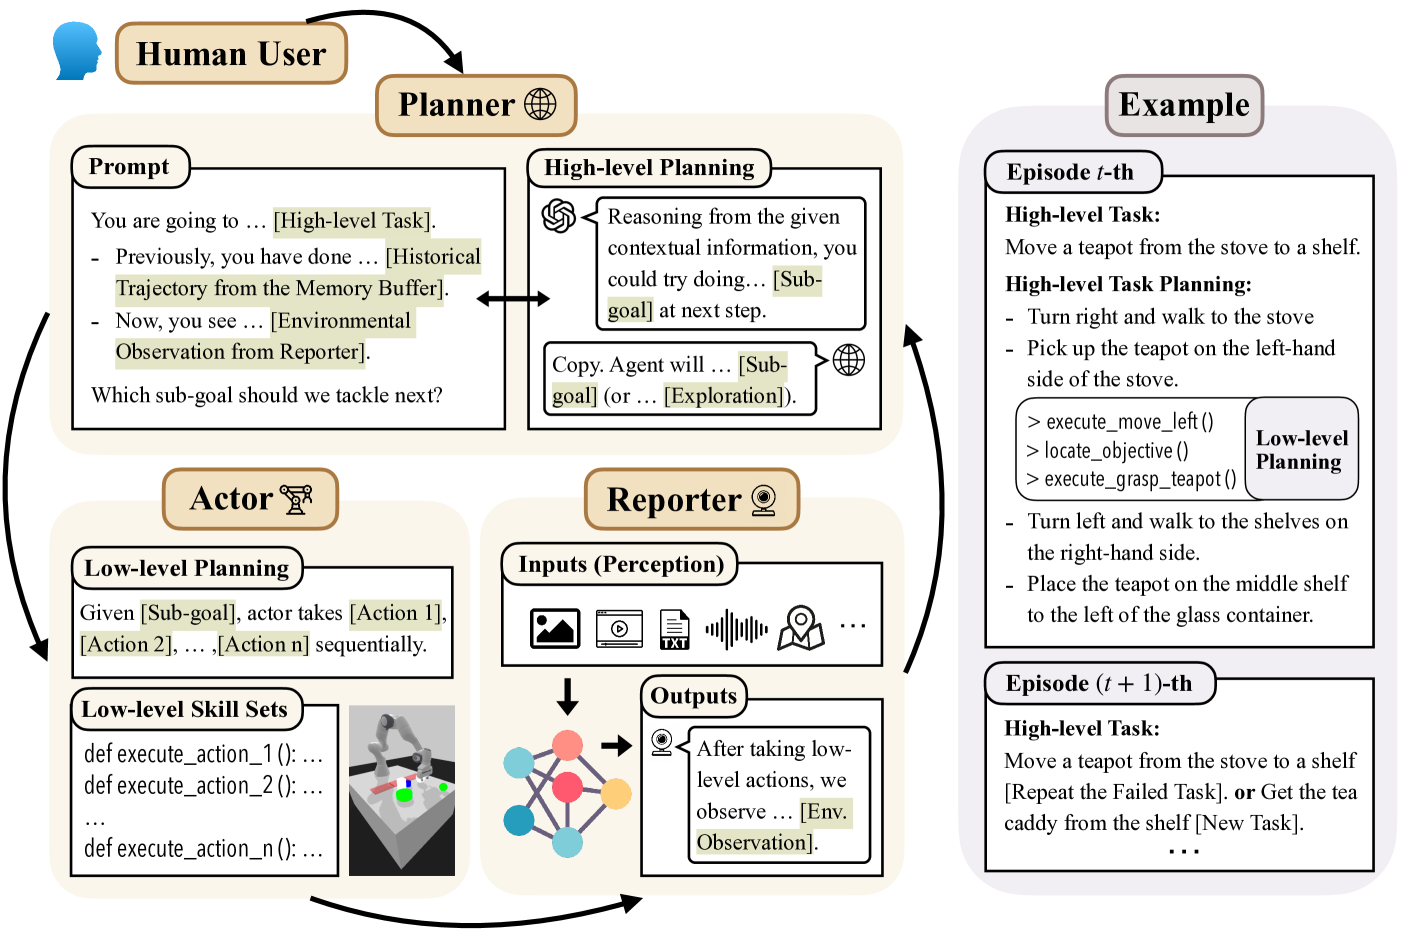 Human User
Planner
Prompt
You are going to … [High-level Task].
- Previously, you have done … [Historical
Trajectory from the Memory Buffer].
- Now, you see … [Environmental
Observation from Reporter].
Which sub-goal should we tackle next?
High-level Planning
Reasoning from the given
contextual information, you
could try doing… [Sub-
goal] at next step.
Copy. Agent will … [Sub-
goal] (or … [Exploration]).
Actor
Low-level Planning
Given [Sub-goal], actor takes [Action 1],
[Action 2], … ,[Action n] sequentially.
Low-level Skill Sets
def execute_action_1 (): …
def execute_action_2 (): …
…
def execute_action_n (): …
Reporter
Inputs (Perception)
TXT
…
Outputs
After taking low-
level actions, we
observe … [Env.
Observation].
Example
Episode t-th
High-level Task:
Move a teapot from the stove to a shelf.
High-level Task Planning:
- Turn right and walk to the stove
- Pick up the teapot on the left-hand
side of the stove.
> execute_move_left ()
> locate_objective ()
> execute_grasp_teapot ()
Low-level
Planning
- Turn left and walk to the shelves on
the right-hand side.
- Place the teapot on the middle shelf
to the left of the glass container.
Episode (t + 1)-th
High-level Task:
Move a teapot from the stove to a shelf
[Repeat the Failed Task]. or Get the tea
caddy from the shelf [New Task].
…